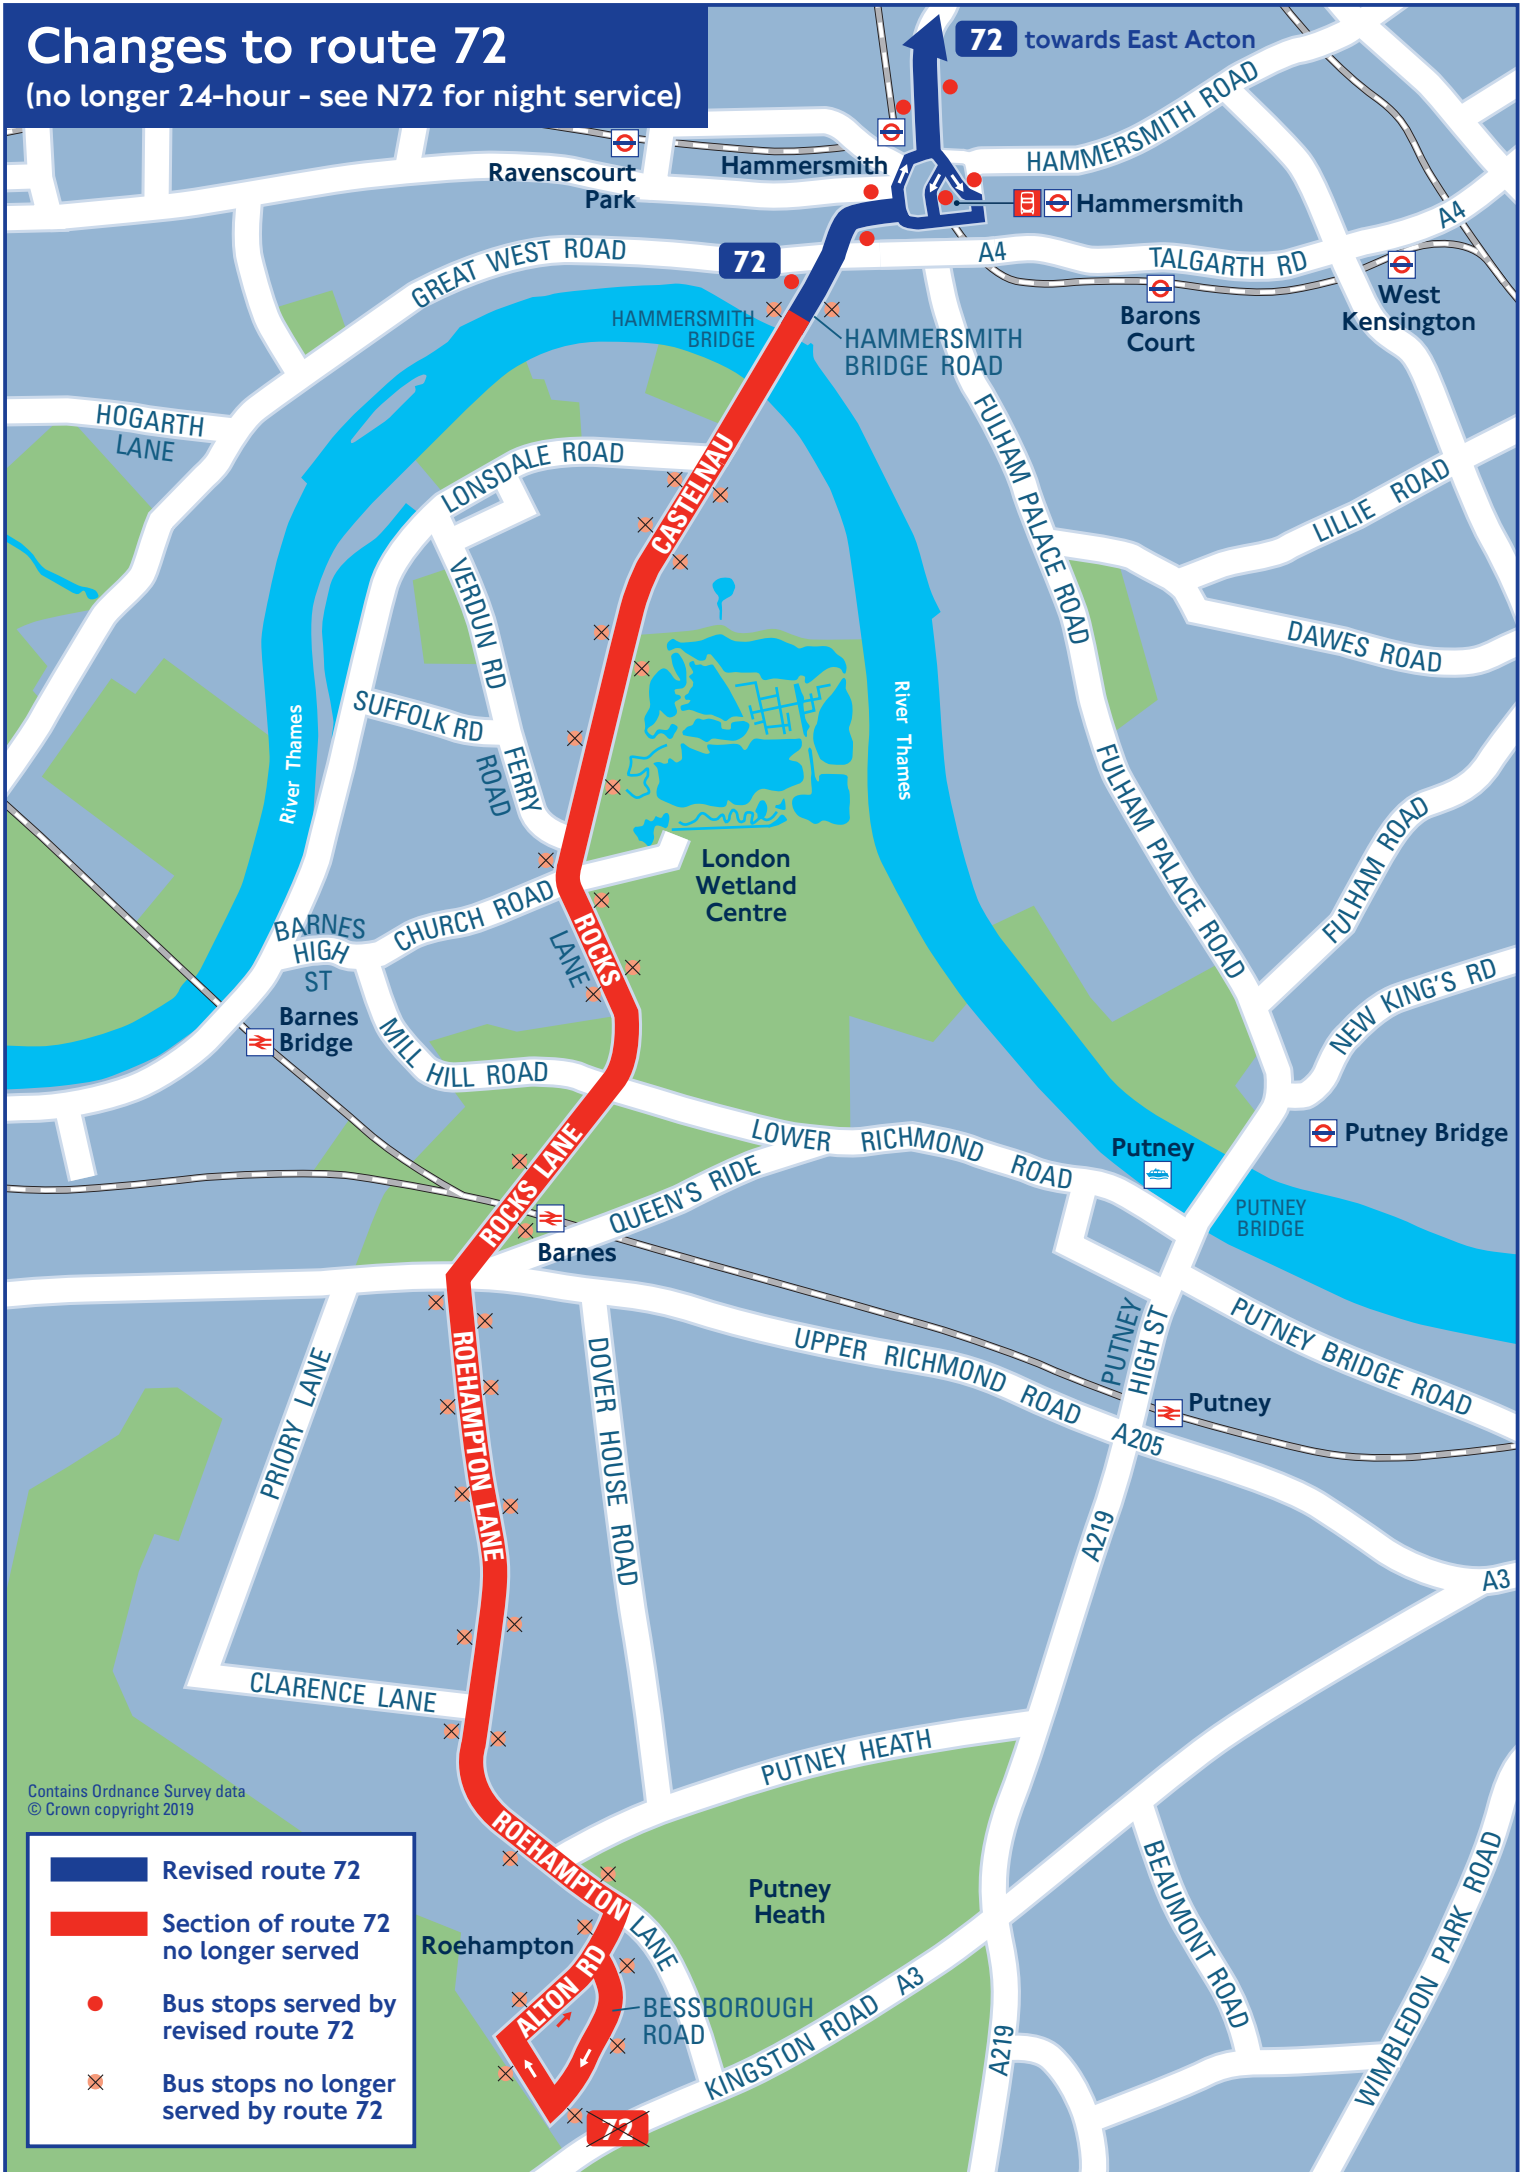 Changes to route 72
(no longer 24-hour - see N72 for night service)
72 towards East Acton
HAMMERSMITH ROAD
Ravenscourt
Park
Hammersmith
Hammersmith
A4
GREAT WEST ROAD
72
A4
TALGARTH RD
Barons
Court
West
Kensington
HAMMERSMITH
BRIDGE
HAMMERSMITH
BRIDGE ROAD
HOGARTH
LANE
LONSDALE ROAD
CASTELNAU
FULHAM PALACE ROAD
LILLIE ROAD
VERDUN RD
DAWES ROAD
SUFFOLK RD
FERRY
ROAD
River Thames
River Thames
FULHAM PALACE ROAD
FULHAM ROAD
London
Wetland
Centre
CHURCH ROAD
BARNES
HIGH
ST
ROCKS
LANE
NEW KING'S RD
Barnes
Bridge
MILL HILL ROAD
LOWER RICHMOND ROAD
Putney
Putney Bridge
ROCKS LANE
QUEEN'S RIDE
Barnes
PUTNEY
BRIDGE
PUTNEY
HIGH ST
PUTNEY BRIDGE ROAD
UPPER RICHMOND ROAD
Putney
A205
PRIORY LANE
ROEHAMPTON LANE
DOVER HOUSE ROAD
A219
A3
CLARENCE LANE
PUTNEY HEATH
Contains Ordnance Survey data
© Crown copyright 2019
Revised route 72
Section of route 72
no longer served
Bus stops served by
revised route 72
Bus stops no longer
served by route 72
ROEHAMPTON
LANE
Roehampton
ALTON RD
BESSBOROUGH
ROAD
72
Putney
Heath
KINGSTON ROAD A3
A219
BEAUMONT ROAD
WIMBLEDON PARK ROAD